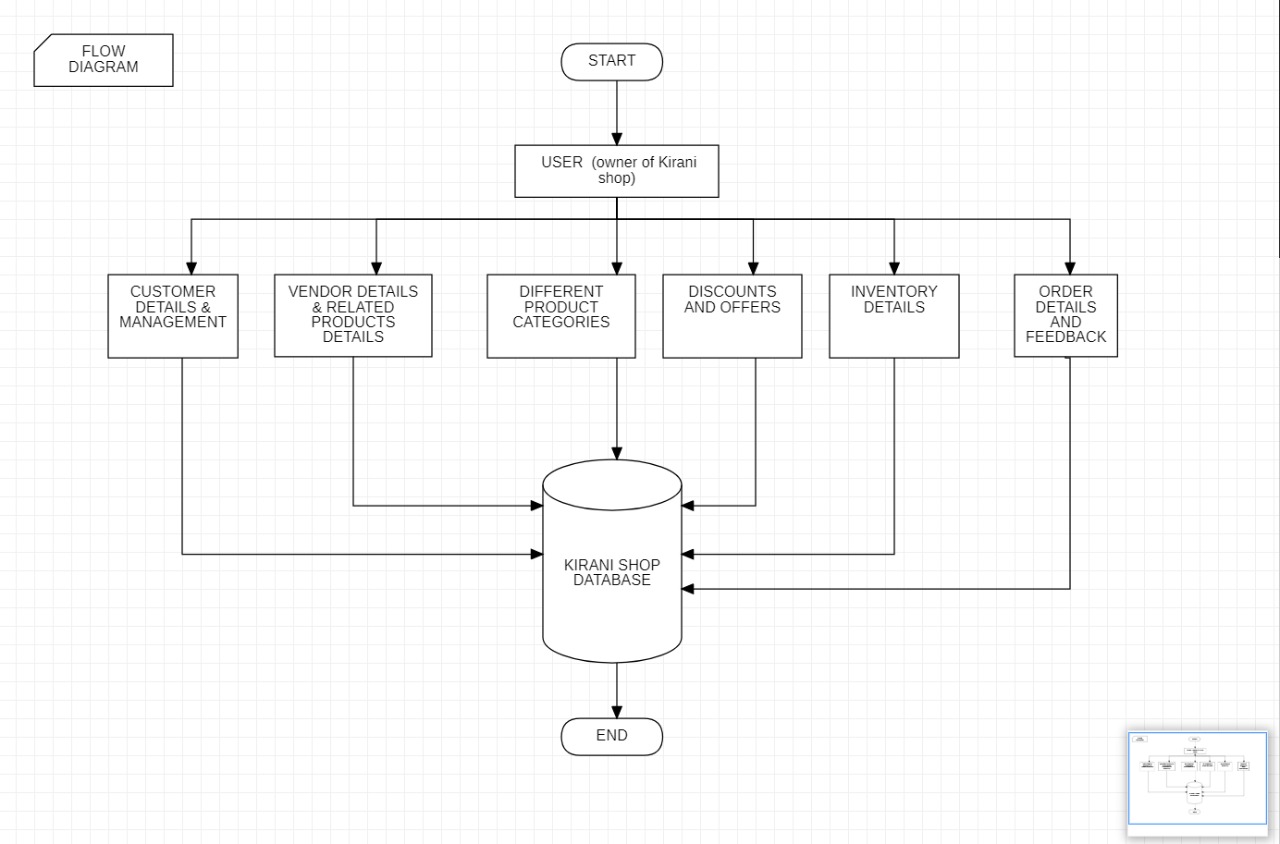 FLOW
DIAGRAM
START
USER (owner of Kirani
shop)
CUSTOMER
DETAILS &
MANAGEMENT
VENDOR DETAILS
& RELATED
PRODUCTS
DETAILS
DIFFERENT
PRODUCT
CATEGORIES
DISCOUNTS
AND OFFERS
INVENTORY
DETAILS
ORDER
DETAILS
AND
FEEDBACK
KIRANI SHOP
DATABASE
END